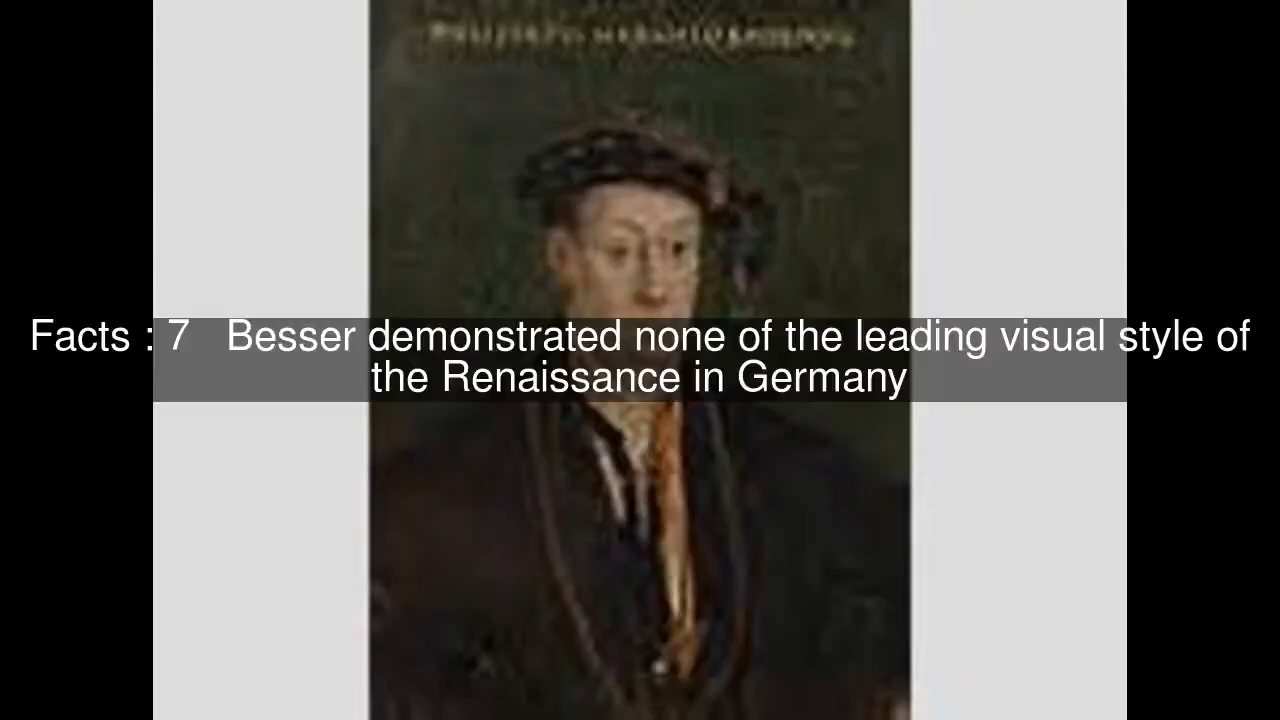 Facts : 7 Besser demonstrated none of the leading visual style of
the Renaissance in Germany